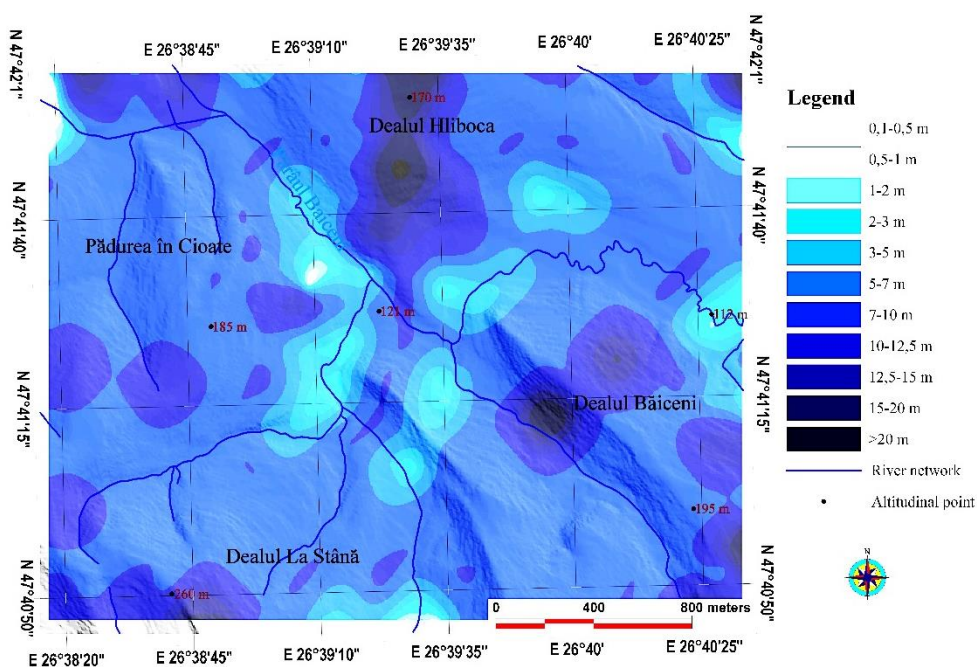 E 26°38'45" E 26°39'10" E 26°39'35" E 26°40' E 26°40'25"
N 47°42'1" N 47°42'1"
170 m
Dealul Hliboca
Pârâul Băiceni
N 47°41'40" N 47°41'40"
Pădurea în Cioate
121 m
112 m
185 m
Dealul Băiceni
N 47°41'15" N 47°41'15"
195 m
Dealul La Stână
260 m
0 400 800 meters
N 47°40'50" N 47°40'50"
E 26°38'20" E 26°38'45" E 26°39'10" E 26°39'35" E 26°40' E 26°40'25"
Legend
0,1-0,5 m
0,5-1 m
1-2 m
2-3 m
3-5 m
5-7 m
7-10 m
10-12,5 m
12,5-15 m
15-20 m
>20 m
River network
Altitudinal point
N